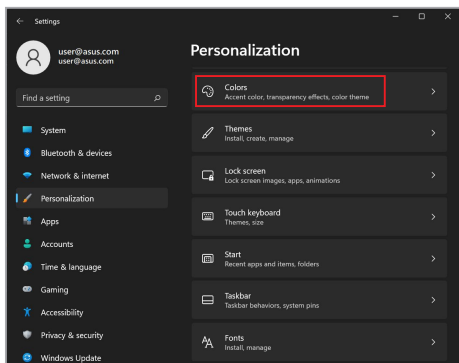 Settings
user@asus.com
user@asus.com
Find a setting
System
Bluetooth & devices
Network & internet
Personalization
Apps
Accounts
Time & language
Gaming
Accessibility
Privacy & security
Windows Update
Personalization
Colors
Accent color, transparency effects, color theme
Themes
Install, create, manage
Lock screen
Lock screen images, apps, animations
Touch keyboard
Themes, size
Start
Recent apps and items, folders
Taskbar
Taskbar behaviors, system pins
Fonts
Install, manage